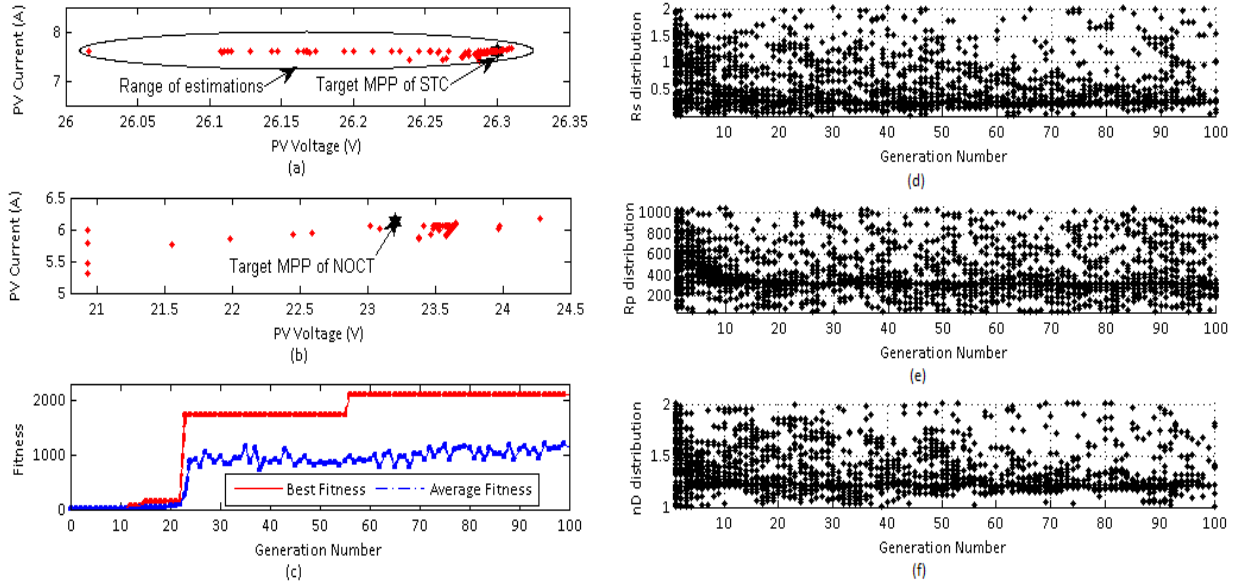 PV Current (A)
8
7
Range of estimations
Target MPP of STC
26 26.05 26.1 26.15 26.2 26.25 26.3 26.35
PV Voltage (V)
(a)
PV Current (A)
6.5
6
5.5
5
Target MPP of NOCT
21 21.5 22 22.5 23 23.5 24 24.5
PV Voltage (V)
(b)
Fitness
2000
1000
0
Best Fitness Average Fitness
0 10 20 30 40 50 60 70 80 90 100
Generation Number
(c)
Rs distribution
2
1.5
1
0.5
10 20 30 40 50 60 70 80 90 100
Generation Number
(d)
Rp distribution
1000
800
600
400
200
10 20 30 40 50 60 70 80 90 100
Generation Number
(e)
nD distribution
2
1.5
1
10 20 30 40 50 60 70 80 90 100
Generation Number
(f)